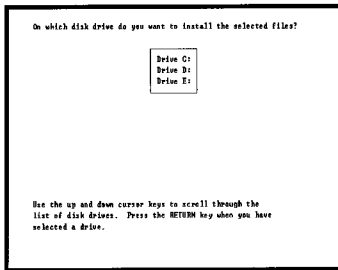 On which disk drive do you want to install the selected files?
Drive C:
Drive D:
Drive E:
Use the up and down cursor keys to scroll through the
list of disk drives.  Press the RETURN key when you have
selected a drive.